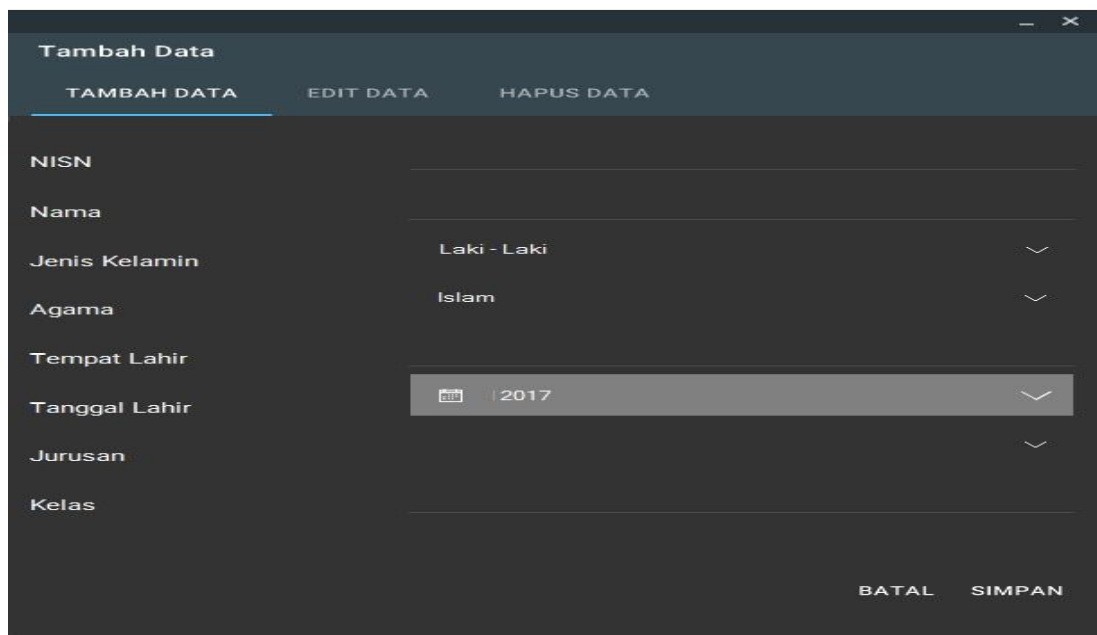 Tambah Data
TAMBAH DATA EDIT DATA HAPUS DATA
NISN
Nama
Jenis Kelamin Laki - Laki
Agama Islam
Tempat Lahir
Tanggal Lahir 2017
Jurusan
Kelas
BATAL SIMPAN